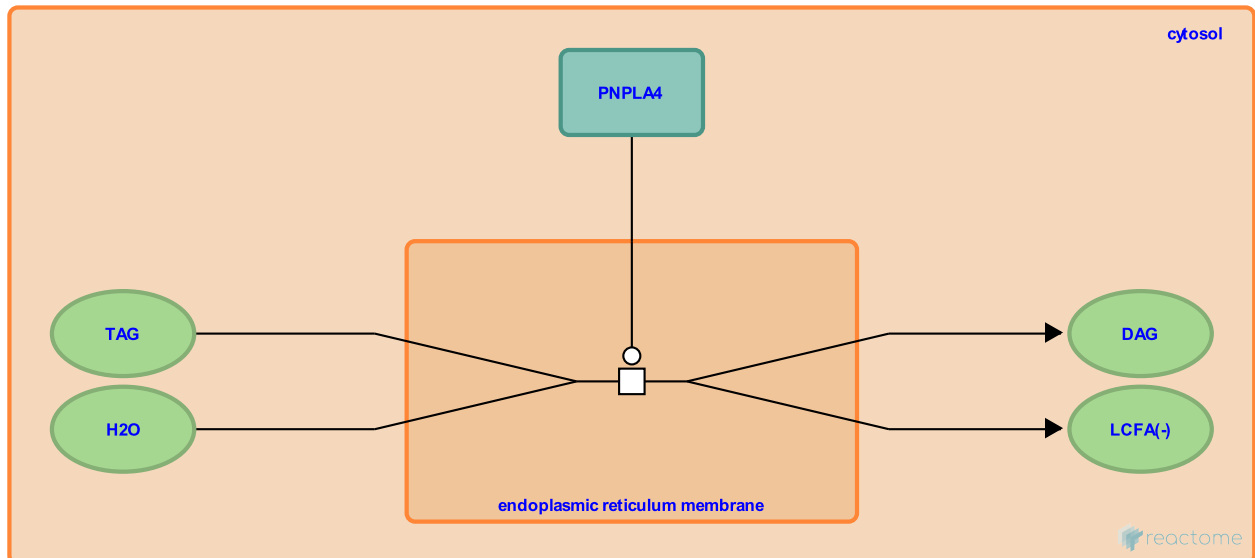 cytosol
PNPLA4
TAG
DAG
H2O
LCFA(-)
endoplasmic reticulum membrane
reactome